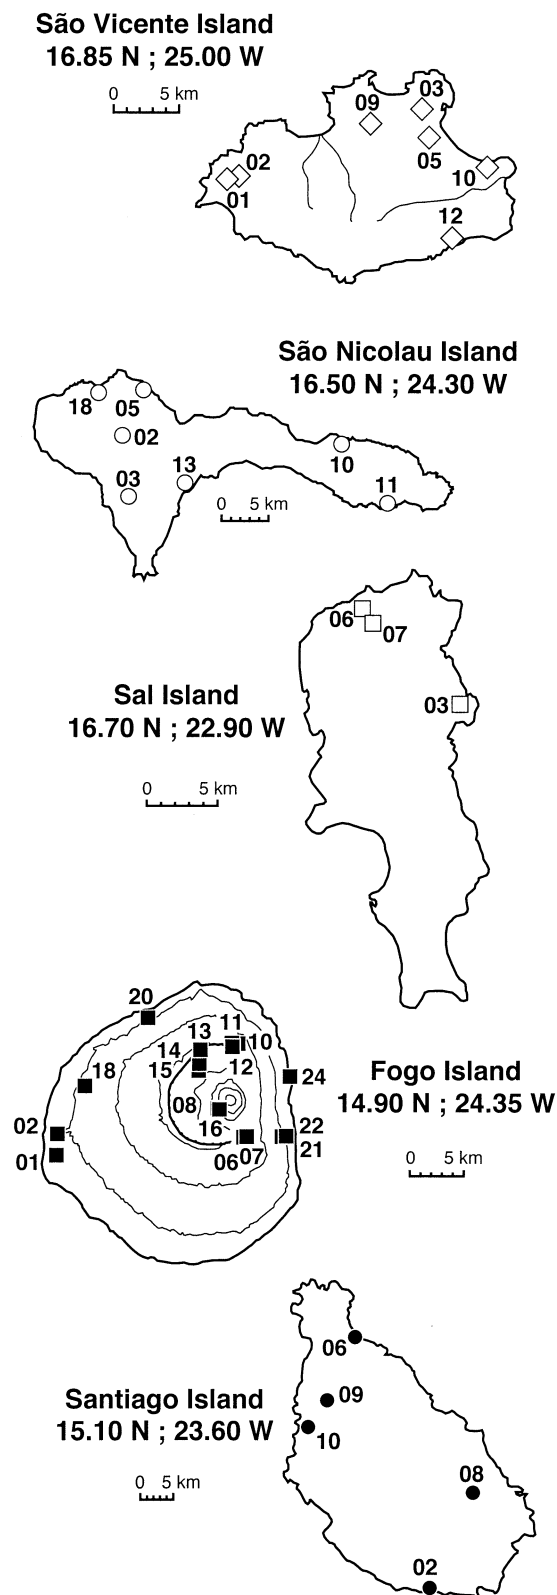 São Vicente Island
16.85 N ; 25.00 W
0 5 km
03
09
05
02
01
10
12
São Nicolau Island
16.50 N ; 24.30 W
18
05
02
03
13
10
11
0 5 km
06
07
Sal Island
16.70 N ; 22.90 W
03
0 5 km
20
11
13
10
14
15
12
18
08
16
24
02
01
22
21
06
07
Fogo Island
14.90 N ; 24.35 W
0 5 km
06
Santiago Island
15.10 N ; 23.60 W
09
10
0 5 km
08
02